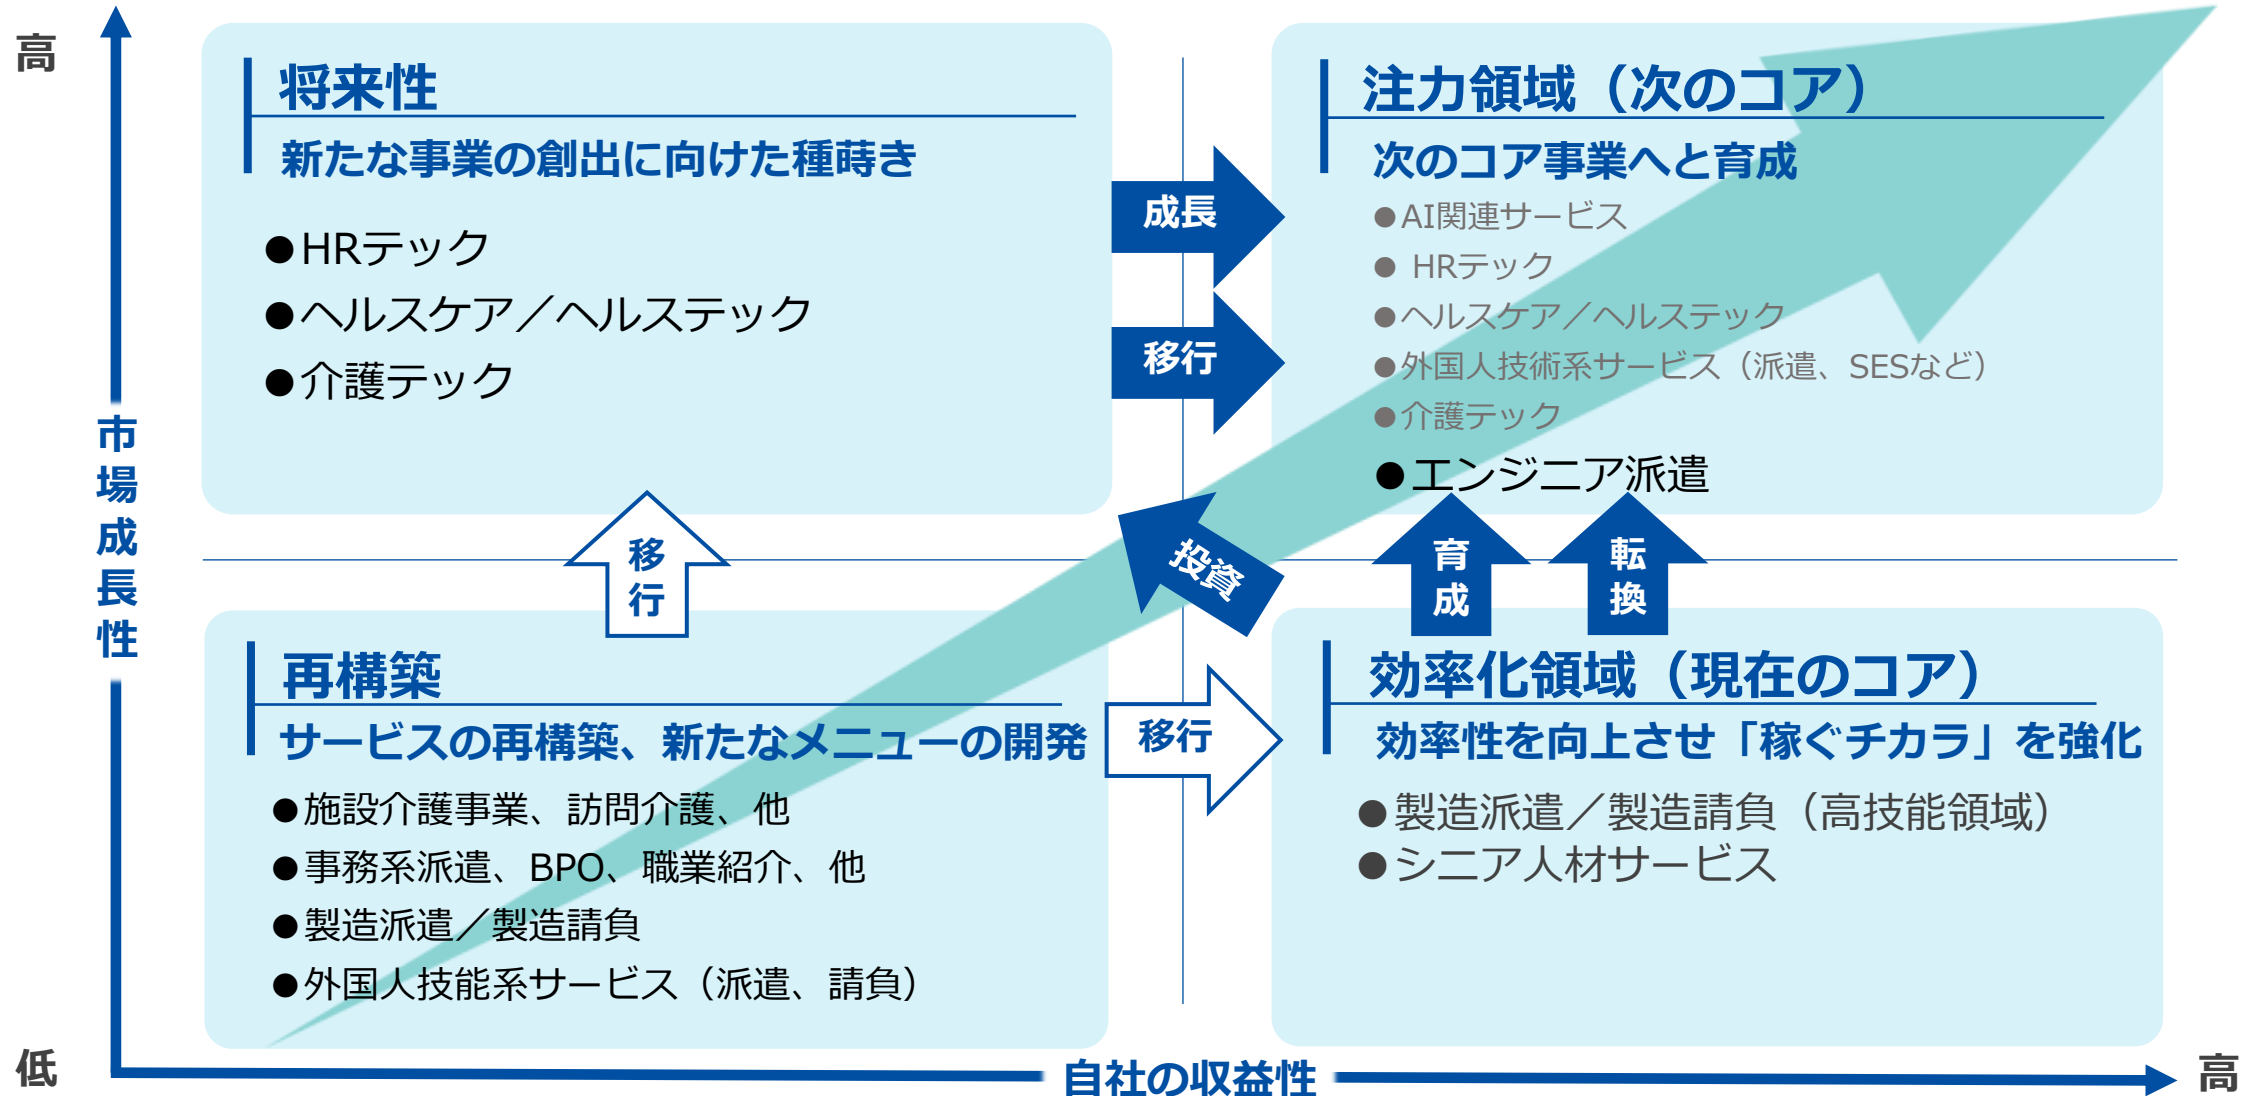 高
市場成長性
低
将来性
新たな事業の創出に向けた種蒔き
●HRテック
●ヘルスケア／ヘルステック
●介護テック
成長
移行
注力領域（次のコア）
次のコア事業へと育成
●AI関連サービス
● HRテック
●ヘルスケア／ヘルステック
●外国人技術系サービス（派遣、SESなど）
●介護テック
●エンジニア派遣
移行
投資
育成
転換
再構築
サービスの再構築、新たなメニューの開発
●施設介護事業、訪問介護、他
●事務系派遣、BPO、職業紹介、他
●製造派遣／製造請負
●外国人技能系サービス（派遣、請負）
移行
効率化領域（現在のコア）
効率性を向上させ「稼ぐチカラ」を強化
●製造派遣／製造請負（高技能領域）
●シニア人材サービス
自社の収益性
高